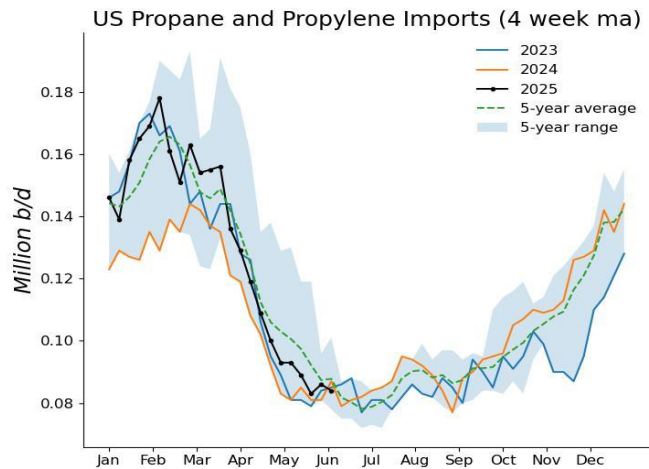 US Propane and Propylene Imports (4 week ma)
2023
2024
2025
5-year average
5-year range
Million b/d
0.18
0.16
0.14
0.12
0.10
0.08
Jan Feb Mar Apr May Jun Jul Aug Sep Oct Nov Dec